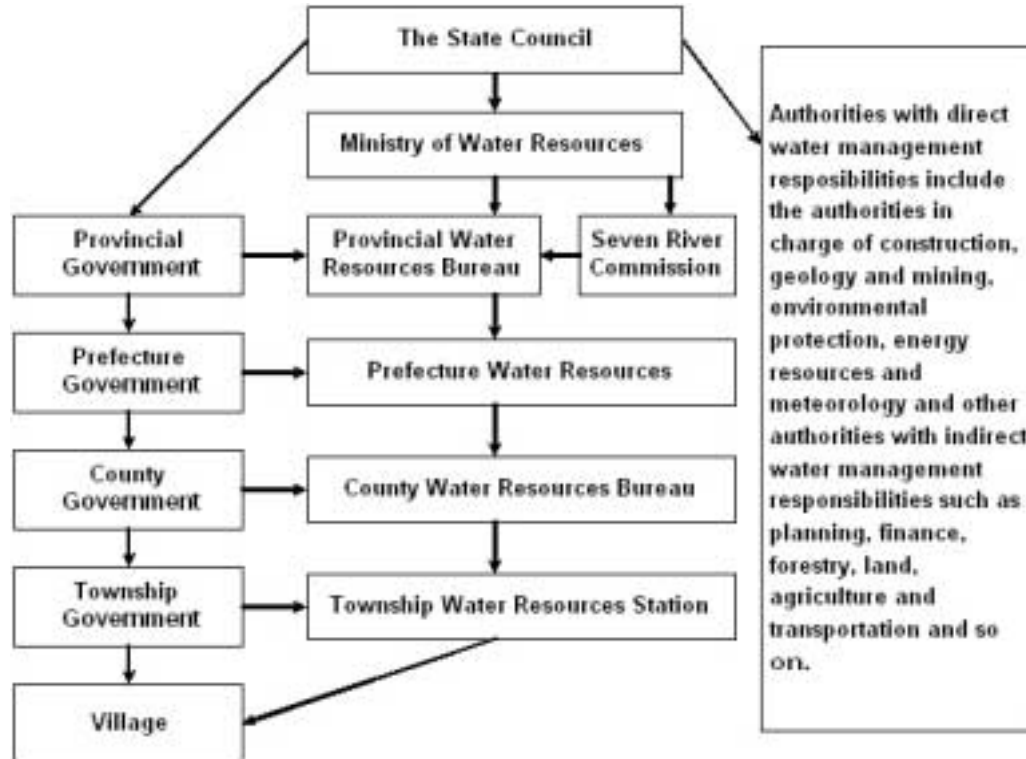 The State Council
Ministry of Water Resources
Provincial
Government
Provincial Water
Resources Bureau
Seven River
Commission
Prefecture
Government
Prefecture Water Resources
County
Government
County Water Resources Bureau
Township
Government
Township Water Resources Station
Village
Authorities with direct
water management
resposibilities include
the authorities in
charge of construction,
geology and mining,
environmental
protection, energy
resources and
meteorology and other
authorities with indirect
water management
responsibilities such as
planning, finance,
forestry, land,
agriculture and
transportation and so
on.